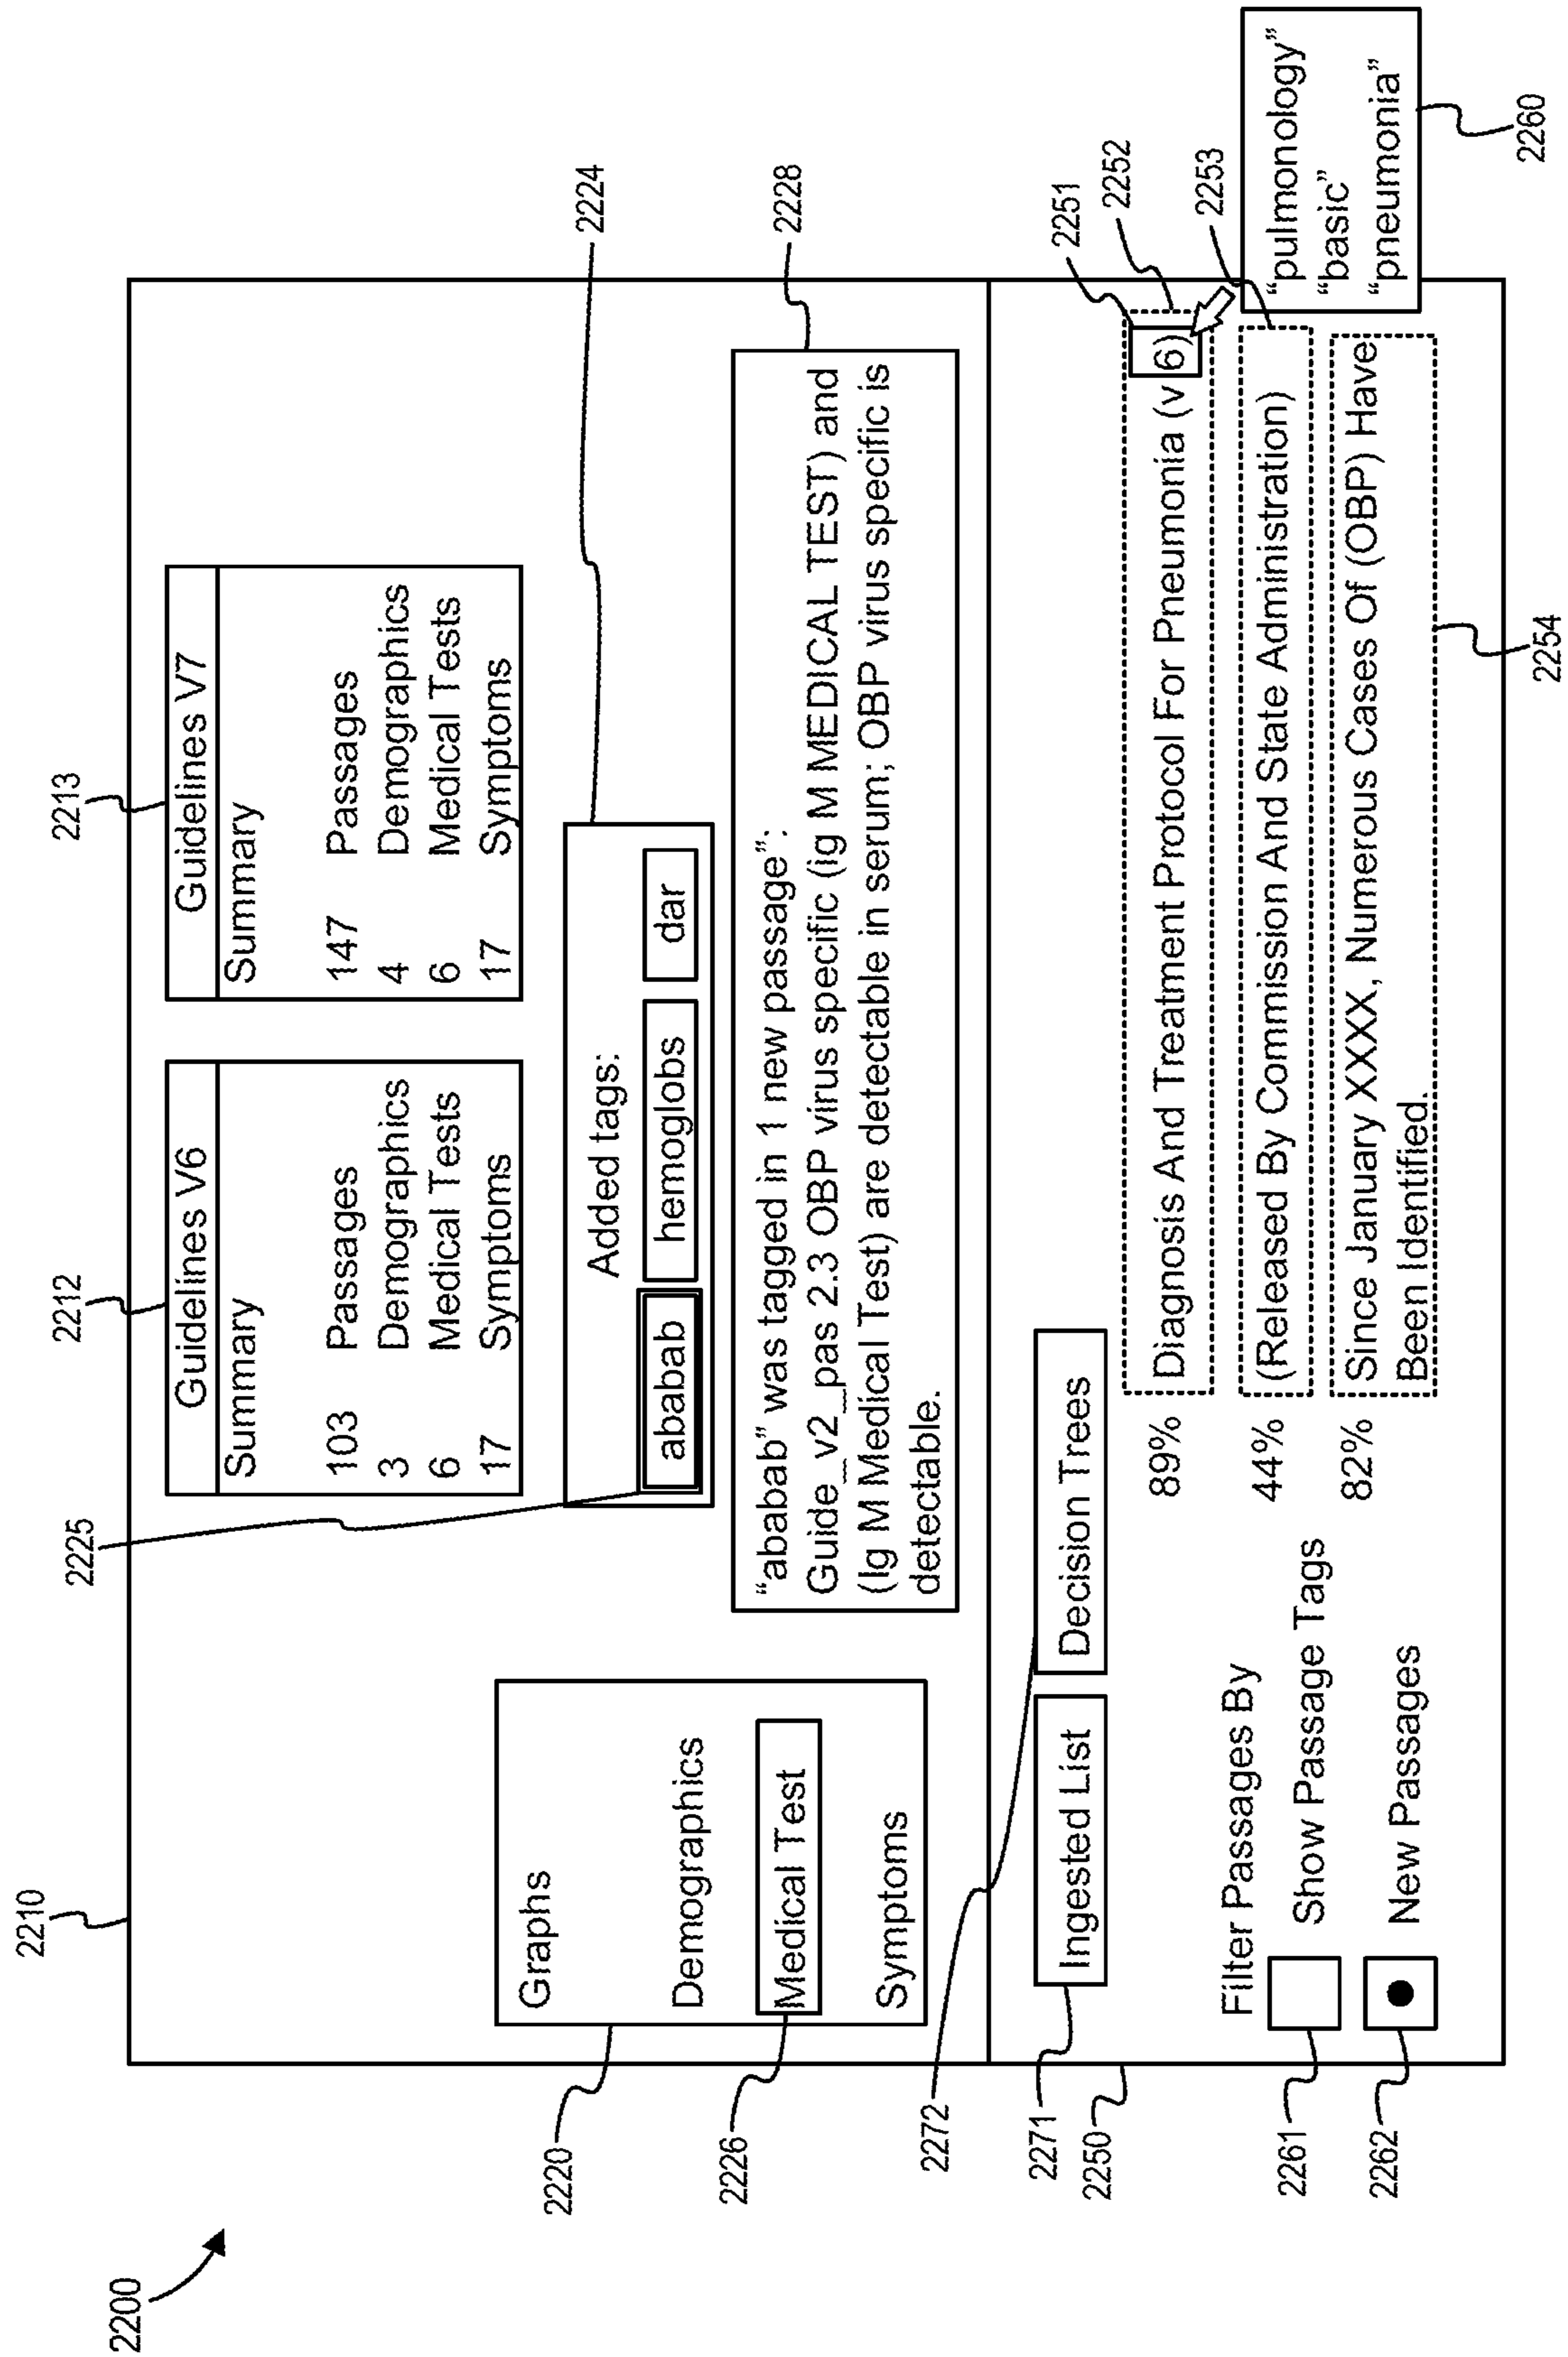 2200
2210
2212
2213
Guidelines V6
Summary
103 Passages
3 Demographics
6 Medical Tests
17 Symptoms
Guidelines V7
Summary
147 Passages
4 Demographics
6 Medical Tests
17 Symptoms
2225
2224
Added tags:
ababab hemoglobs dar
2220
Graphs
Demographics
2226
Medical Test
Symptoms
2228
“ababab” was tagged in 1 new passage”:
Guide_v2_pas 2.3 OBP virus specific (ig M MEDICAL TEST) and
(Ig M Medical Test) are detectable in serum; OBP virus specific is
detectable.
2272
2271
2250
Ingested List
Decision Trees
2251
2252
2253
89% Diagnosis And Treatment Protocol For Pneumonia (v 6)
44% (Released By Commission And State Administration)
82% Since January XXXX, Numerous Cases Of (OBP) Have
Been Identified.
2254
Filter Passages By
2261
Show Passage Tags
2262
New Passages
“pulmonology”
“basic”
“pneumonia”
2260